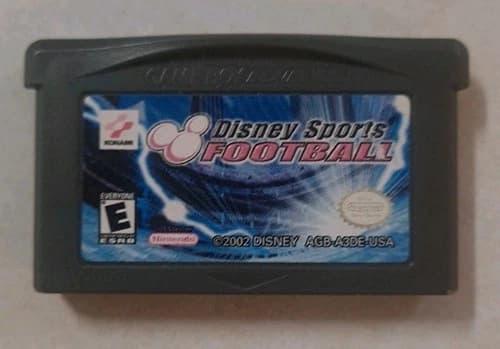 GAME BOY ADVANCE
KONAMI
Disney Sports
FOOTBALL
EVERYONE
E
ESRB
Nintendo
©2002 DISNEY AGB-A3DE-USA